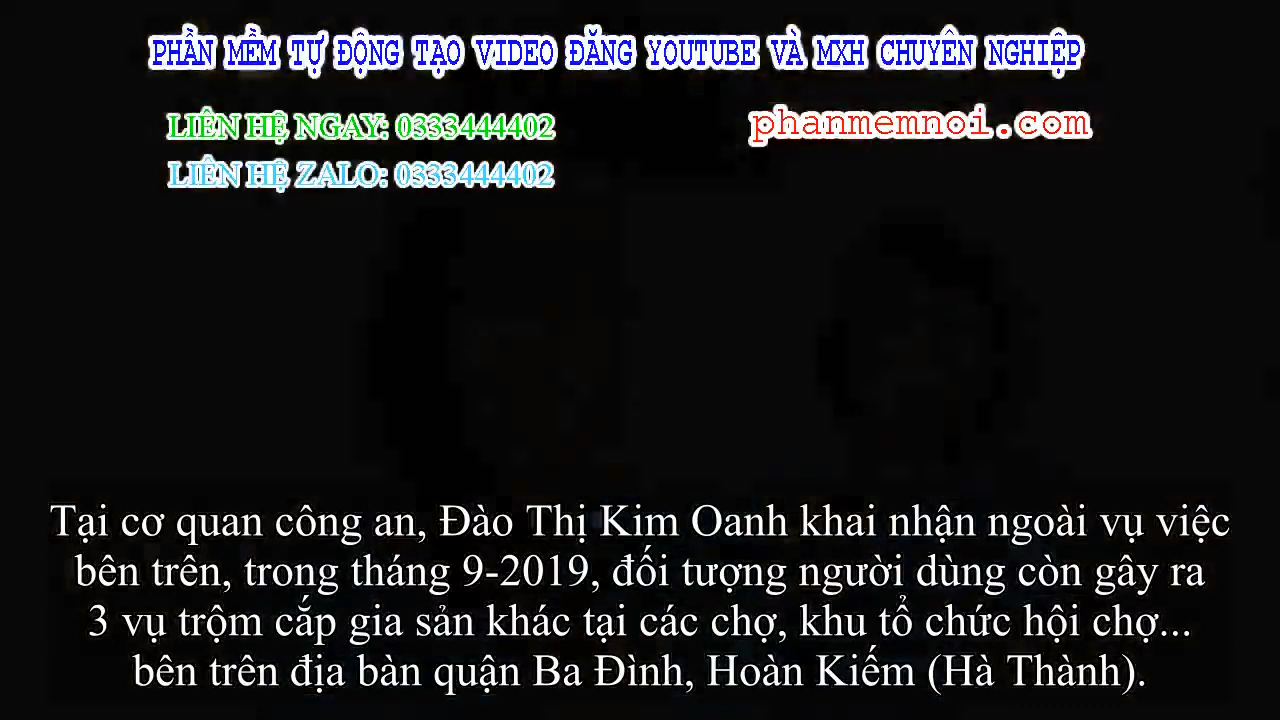 PHẦN MỀM TỰ ĐỘNG TẠO VIDEO ĐĂNG YOUTUBE VÀ MXH CHUYÊN NGHIỆP
LIÊN HỆ NGAY: 0333444402
phanmemnoi.com
LIÊN HỆ ZALO: 0333444402
Tại cơ quan công an, Đào Thị Kim Oanh khai nhận ngoài vụ việc
bên trên, trong tháng 9-2019, đối tượng người dùng còn gây ra
3 vụ trộm cắp gia sản khác tại các chợ, khu tổ chức hội chợ...
bên trên địa bàn quận Ba Đình, Hoàn Kiếm (Hà Thành).